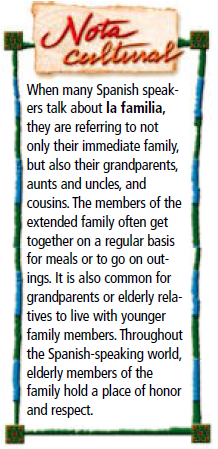 Nota
cultural
When many Spanish speak-
ers talk about la familia,
they are referring to not
only their immediate family,
but also their grandparents,
aunts and uncles, and
cousins. The members of the
extended family often get
together on a regular basis
for meals or to go on out-
ings. It is also common for
grandparents or elderly rela-
tives to live with younger
family members. Throughout
the Spanish-speaking world,
elderly members of the
family hold a place of honor
and respect.